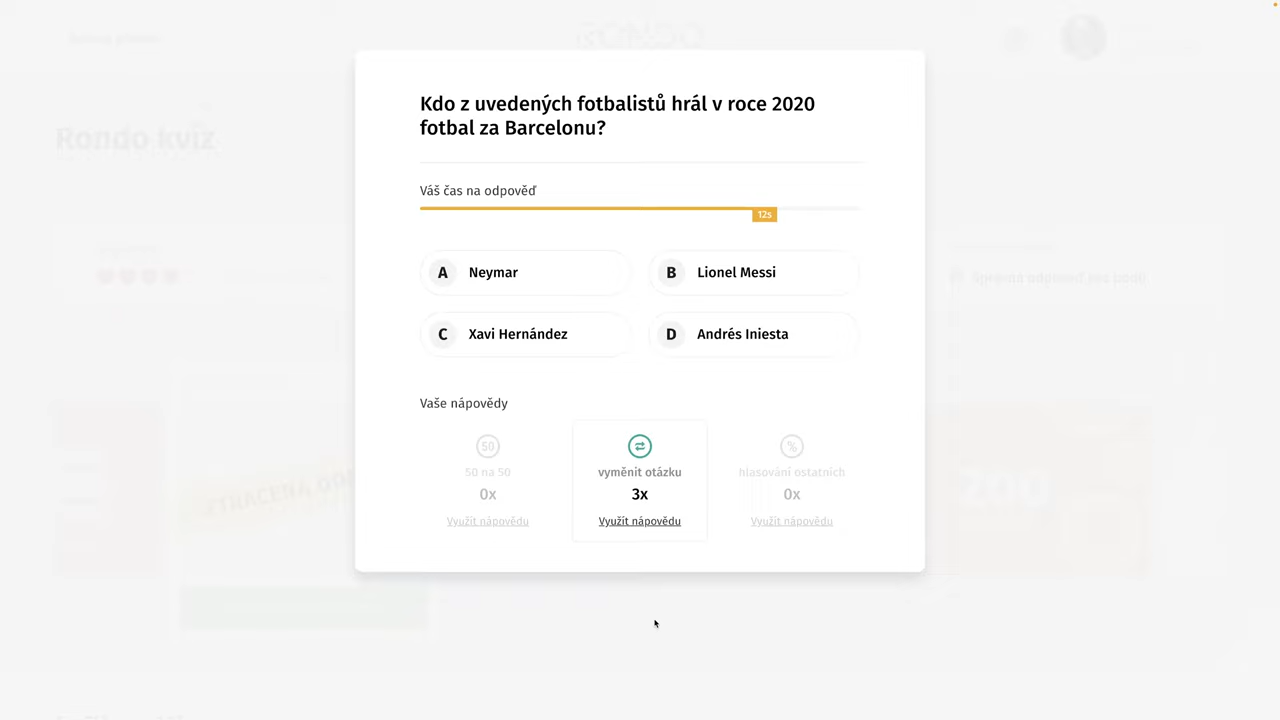 Rondo kvíz
Kdo z uvedených fotbalistů hrál v roce 2020
fotbal za Barcelonu?
Váš čas na odpověď
12s
A Neymar
B Lionel Messi
C Xavi Hernández
D Andrés Iniesta
Vaše nápovědy
50
%
50 na 50
vyměnit otázku
hlasování ostatních
0x
3x
0x
Využít nápovědu
Využít nápovědu
Využít nápovědu
200